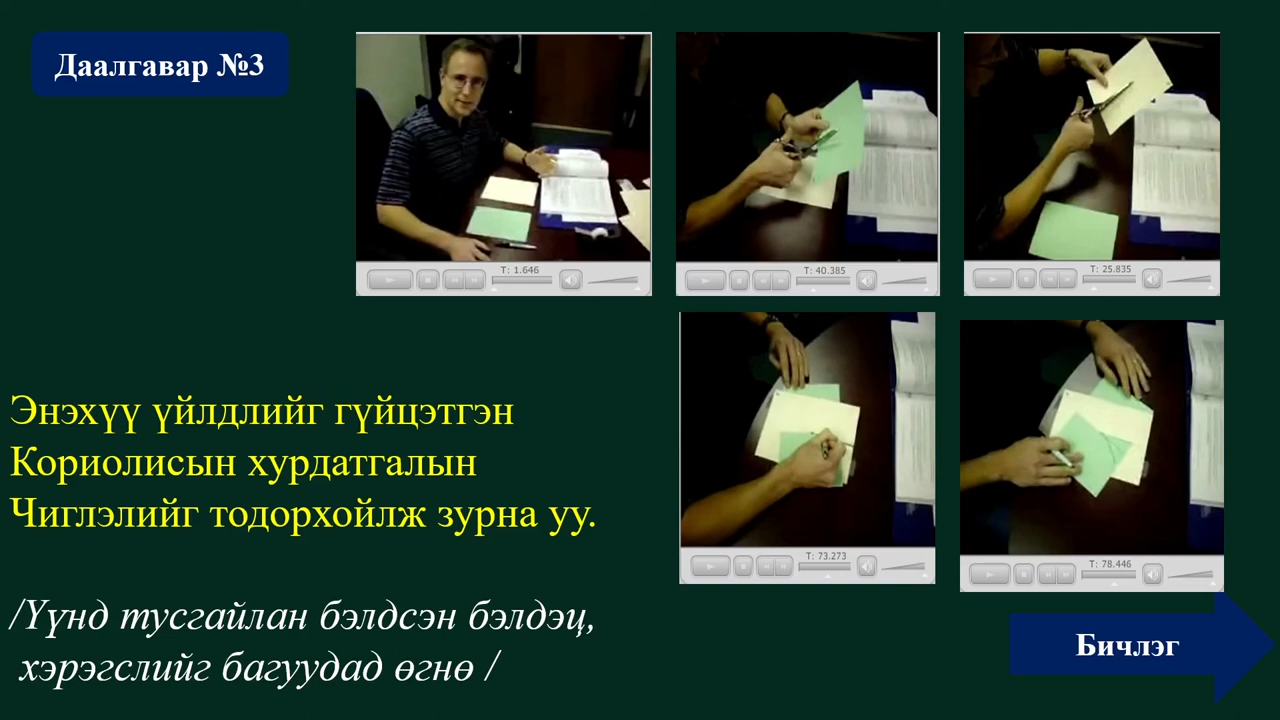 Даалгавар №3
T: 1.646
T: 40.385
T: 25.835
Энэхүү үйлдлийг гүйцэтгэн
Кориолисын хурдатгалын
Чиглэлийг тодорхойлж зурна уу.
T: 73.273
T: 78.446
/Үүнд тусгайлан бэлдсэн бэлдэц,
хэрэгслийг багуудад өгнө /
Бичлэг